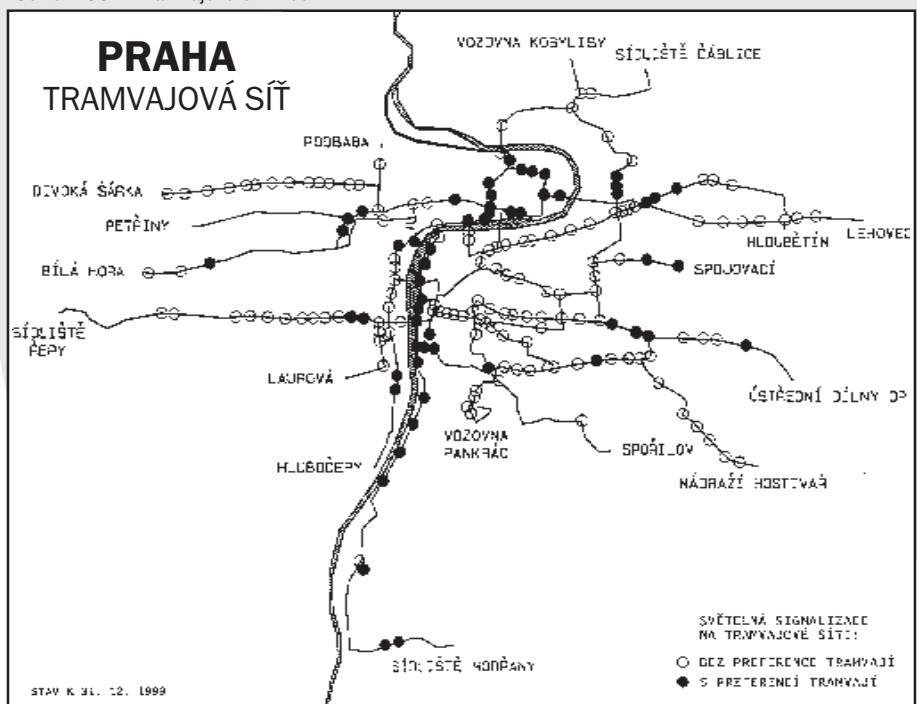 PRAHA
TRAMVAJOVÁ SÍŤ
VOZOVNA KOBYLISY
SÍDLIŠTĚ ĎÁBLICE
PODBABA
DIVOKÁ ŠÁRKA
PETŘINY
BÍLÁ HORA
HLOUBĚTÍN
LEHOVEC
SPOJOVACÍ
SÍDLIŠTĚ
ŘEPY
LAUROVÁ
ÚSTŘEDNÍ DÍLNY DP
VOZOVNA
PANKRÁC
SPOŘILOV
HLUBOČEPY
NÁDRAŽÍ HOSTIVAŘ
SÍDLIŠTĚ MODŘANY
SVĚTELNÁ SIGNALIZACE
NA TRAMVAJOVÉ SÍTI:
BEZ PREFERENCE TRAMVAJÍ
S PREFERENCÍ TRAMVAJÍ
STAV K 31. 12. 1999